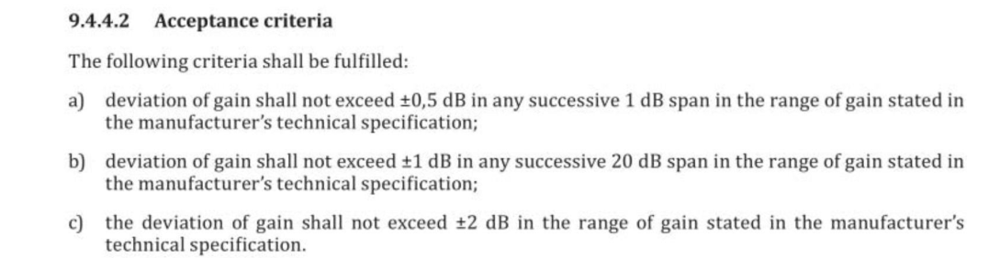 9.4.4.2 Acceptance criteria
The following criteria shall be fulfilled:
a) deviation of gain shall not exceed ±0,5 dB in any successive 1 dB span in the range of gain stated in
the manufacturer's technical specification;
b) deviation of gain shall not exceed ±1 dB in any successive 20 dB span in the range of gain stated in
the manufacturer's technical specification;
c) the deviation of gain shall not exceed ±2 dB in the range of gain stated in the manufacturer's
technical specification.